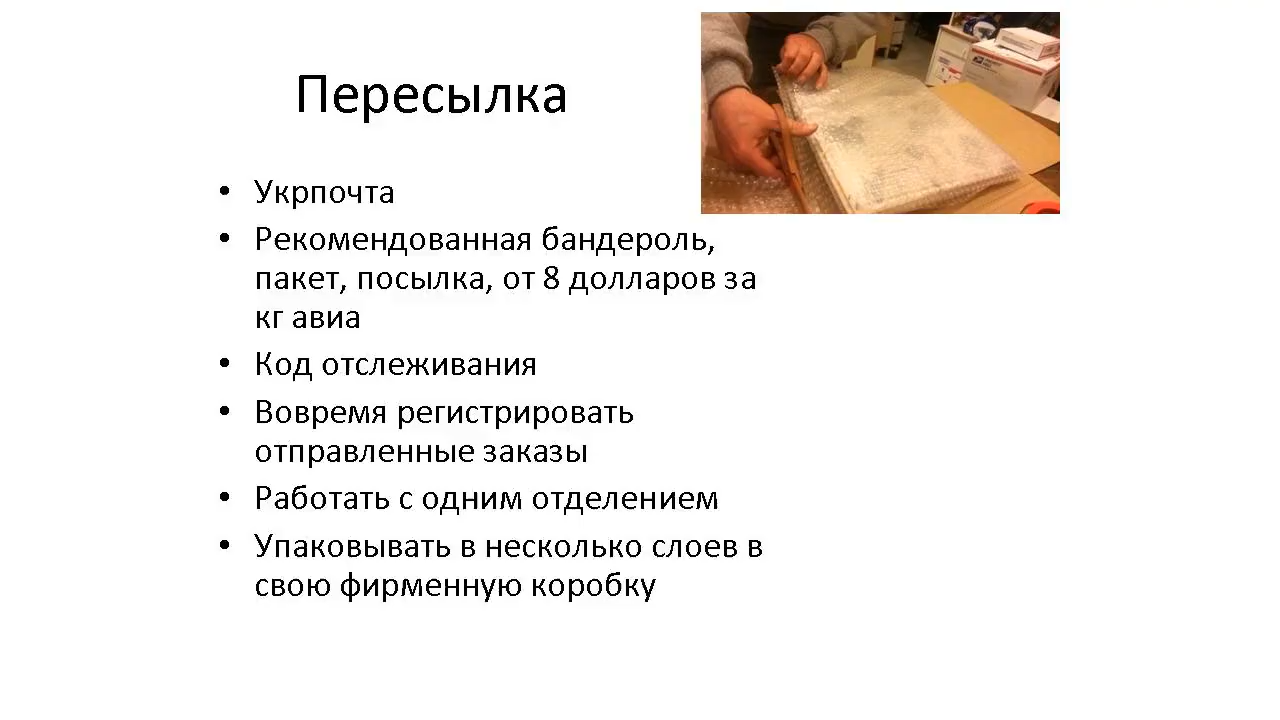 Пересылка
• Укрпочта
• Рекомендованная бандероль,
пакет, посылка, от 8 долларов за
кг авиа
• Код отслеживания
• Вовремя регистрировать
отправленные заказы
• Работать с одним отделением
• Упаковывать в несколько слоев в
свою фирменную коробку